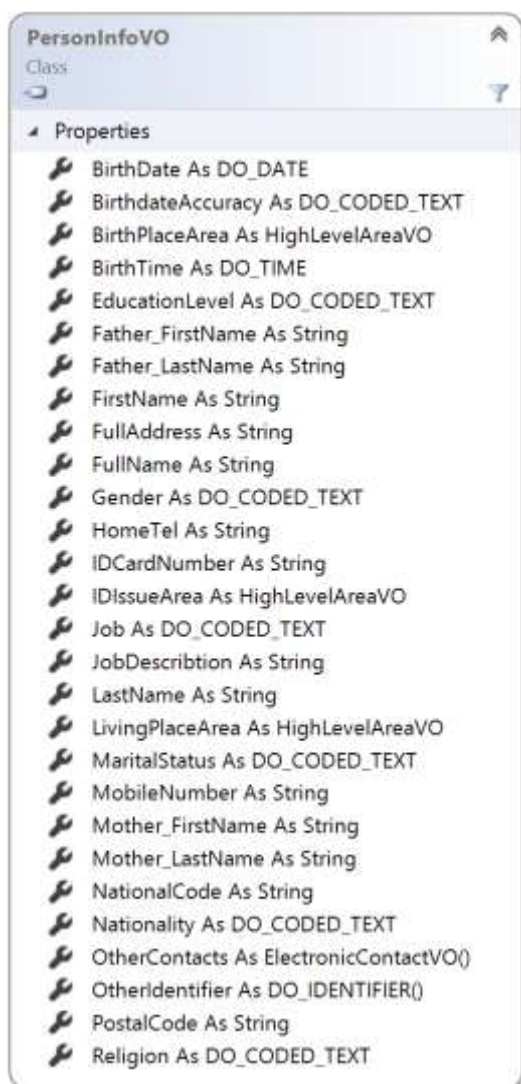 PersonInfoVO
Class
Properties
BirthDate As DO_DATE
BirthdateAccuracy As DO_CODED_TEXT
BirthPlaceArea As HighLevelAreaVO
BirthTime As DO_TIME
EducationLevel As DO_CODED_TEXT
Father_FirstName As String
Father_LastName As String
FirstName As String
FullAddress As String
FullName As String
Gender As DO_CODED_TEXT
HomeTel As String
IDCardNumber As String
IDIssueArea As HighLevelAreaVO
Job As DO_CODED_TEXT
JobDescribtion As String
LastName As String
LivingPlaceArea As HighLevelAreaVO
MaritalStatus As DO_CODED_TEXT
MobileNumber As String
Mother_FirstName As String
Mother_LastName As String
NationalCode As String
Nationality As DO_CODED_TEXT
OtherContacts As ElectronicContactVO()
OtherIdentifier As DO_IDENTIFIER()
PostalCode As String
Religion As DO_CODED_TEXT